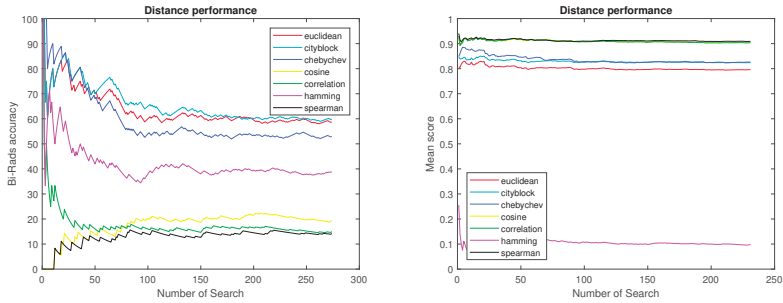 Distance performance
100
90
80
70
60
50
40
30
20
10
0
Bi-Rads accuracy
euclidean
cityblock
chebychev
cosine
correlation
hamming
spearman
0 50 100 150 200 250 300
Number of Search
Distance performance
1
0.9
0.8
0.7
0.6
0.5
0.4
0.3
0.2
0.1
0
Mean score
euclidean
cityblock
chebychev
cosine
correlation
hamming
spearman
0 50 100 150 200 250
Number of Search